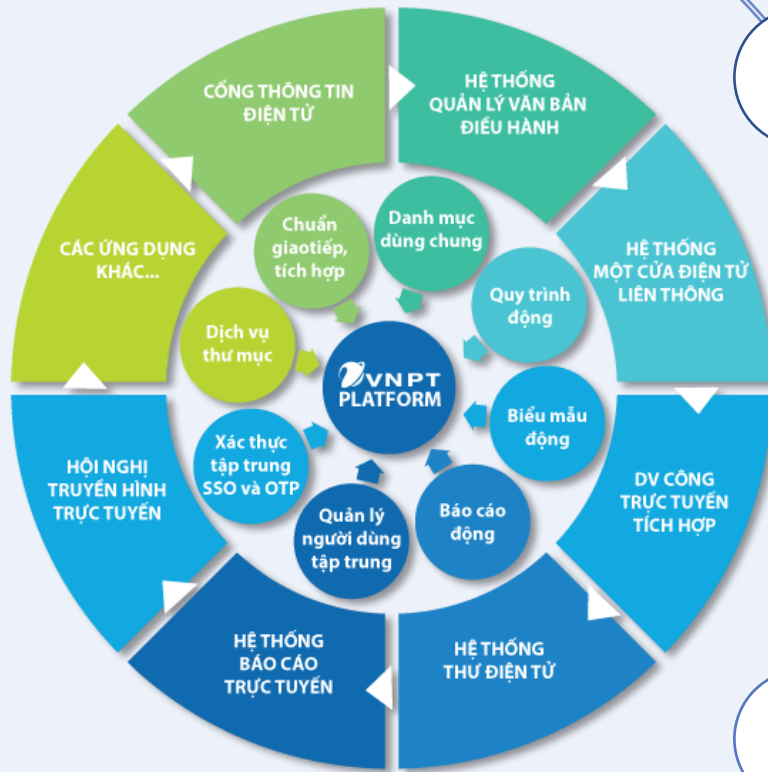 CỔNG THÔNG TIN
ĐIỆN TỬ
HỆ THỐNG
QUẢN LÝ VĂN BẢN
ĐIỀU HÀNH
HỆ THỐNG
MỘT CỬA ĐIỆN TỬ
LIÊN THÔNG
DV CÔNG
TRỰC TUYẾN
TÍCH HỢP
HỆ THỐNG
THƯ ĐIỆN TỬ
HỆ THỐNG
BÁO CÁO
TRỰC TUYẾN
HỘI NGHỊ
TRUYỀN HÌNH
TRỰC TUYẾN
CÁC ỨNG DỤNG
KHÁC...
Chuẩn
giaotiếp,
tích hợp
Danh mục
dùng chung
Quy trình
động
Biểu mẫu
động
Báo cáo
động
Quản lý
người dùng
tập trung
Xác thực
tập trung
SSO và OTP
Dịch vụ
thư mục
VNPT
PLATFORM